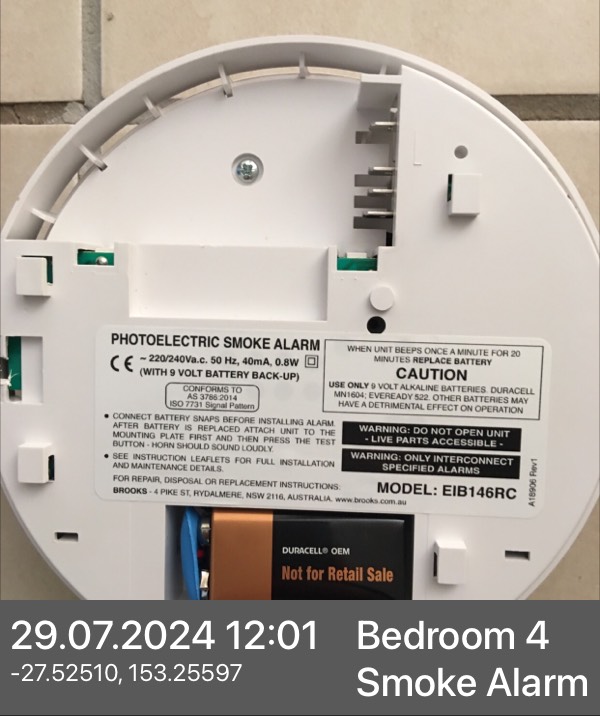 PHOTOELECTRIC SMOKE ALARM
CE ~ 220/240Va.c. 50 Hz, 40mA, 0.8W
(WITH 9 VOLT BATTERY BACK-UP)
CONFORMS TO
AS 3786:2014
ISO 7731 Signal Pattern
WHEN UNIT BEEPS ONCE A MINUTE FOR 20
MINUTES REPLACE BATTERY
CAUTION
USE ONLY 9 VOLT ALKALINE BATTERIES. DURACELL
MN1604; EVEREADY 522. OTHER BATTERIES MAY
HAVE A DETRIMENTAL EFFECT ON OPERATION
• CONNECT BATTERY SNAPS BEFORE INSTALLING ALARM.
AFTER BATTERY IS REPLACED ATTACH UNIT TO THE
MOUNTING PLATE FIRST AND THEN PRESS THE TEST
BUTTON - HORN SHOULD SOUND LOUDLY.
• SEE INSTRUCTION LEAFLETS FOR FULL INSTALLATION
AND MAINTENANCE DETAILS.
FOR REPAIR, DISPOSAL OR REPLACEMENT INSTRUCTIONS:
BROOKS - 4 PIKE ST, RYDALMERE, NSW 2116, AUSTRALIA. www.brooks.com.au
WARNING: DO NOT OPEN UNIT
- LIVE PARTS ACCESSIBLE -
WARNING: ONLY INTERCONNECT
SPECIFIED ALARMS
MODEL: EIB146RC
A18906 Rev1
DURACELL® OEM
Not for Retail Sale
29.07.2024 12:01
-27.52510, 153.25597
Bedroom 4
Smoke Alarm